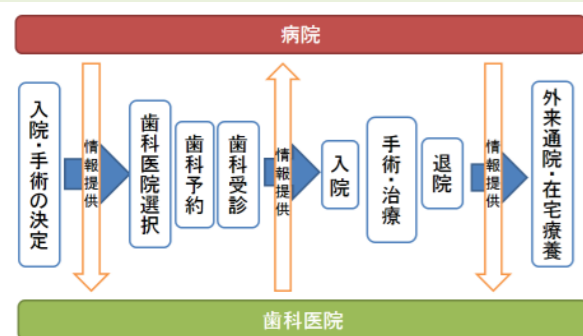 病院
入院・手術の決定
情報提供
歯科医院選択
歯科予約
歯科受診
情報提供
入院
手術・治療
退院
情報提供
外来通院・在宅療養
歯科医院